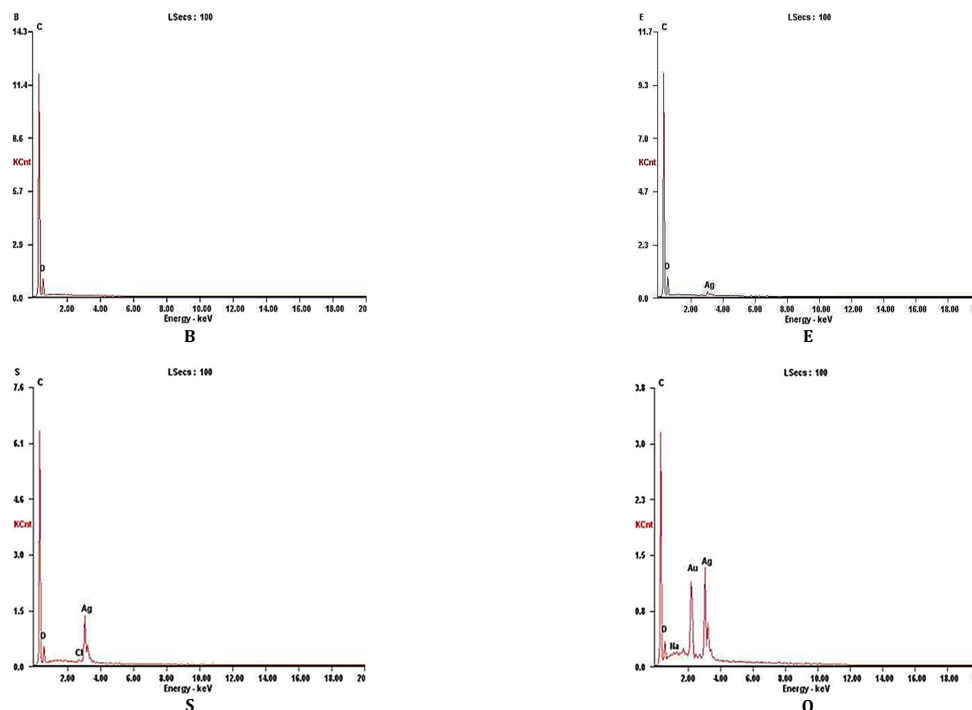 B
LSecs : 100
C
14.3
11.4
8.6
KCnt
5.7
2.9
O
0.0
2.00 4.00 6.00 8.00 10.00 12.00 14.00 16.00 18.00 20
Energy - keV
B
E
LSecs : 100
C
11.7
9.3
7.0
KCnt
4.7
2.3
O
Ag
0.0
2.00 4.00 6.00 8.00 10.00 12.00 14.00 16.00 18.00
Energy - keV
E
S
LSecs : 100
C
7.6
6.1
4.6
KCnt
3.0
1.5
Ag
O
Cl
0.0
2.00 4.00 6.00 8.00 10.00 12.00 14.00 16.00 18.00 20
Energy - keV
S
LSecs : 100
C
3.8
3.0
2.3
KCnt
1.5
Au
Ag
0.8
O
Na
0.0
2.00 4.00 6.00 8.00 10.00 12.00 14.00 16.00 18.00
Energy - keV
O